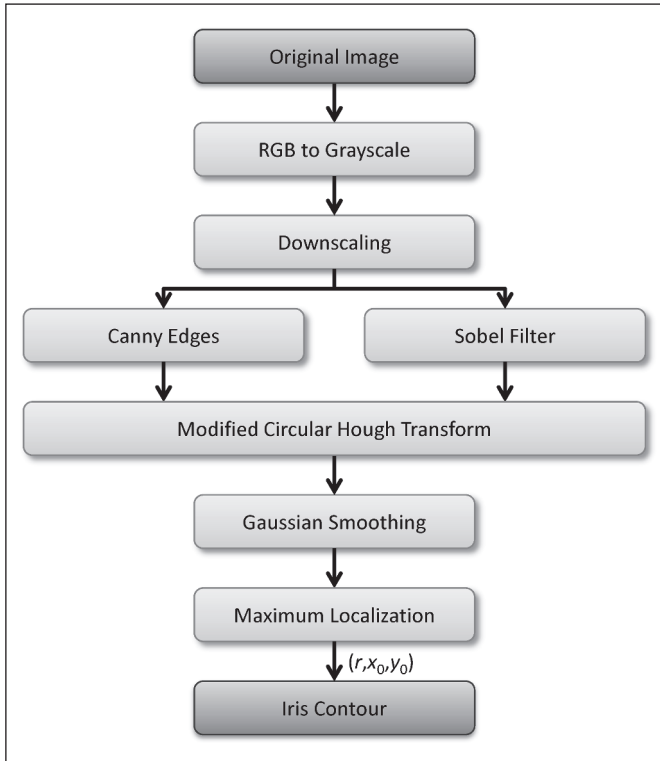 Original Image
RGB to Grayscale
Downscaling
Canny Edges
Sobel Filter
Modified Circular Hough Transform
Gaussian Smoothing
Maximum Localization
(r,x₀,y₀)
Iris Contour